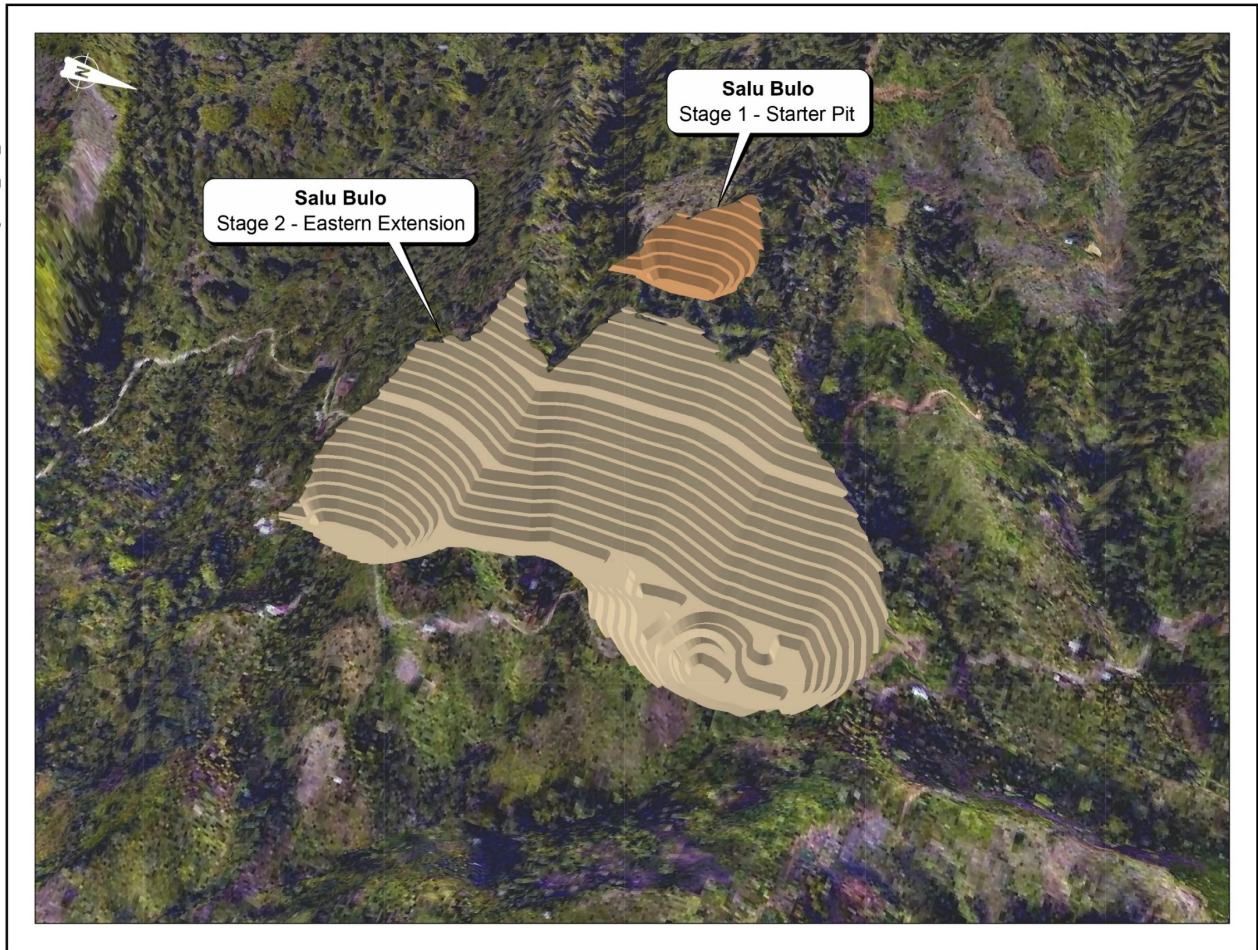 Salu Bulo
Stage 1 - Starter Pit
Salu Bulo
Stage 2 - Eastern Extension